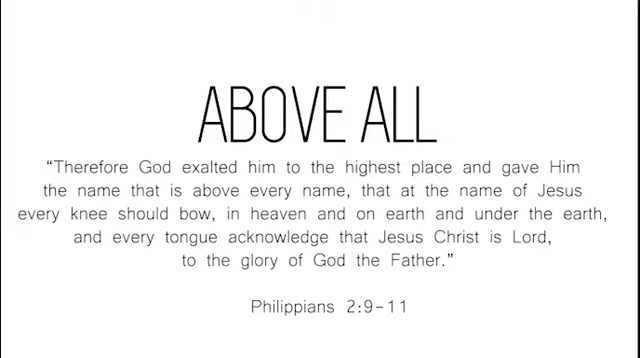 ABOVE ALL
“Therefore God exalted him to the highest place and gave Him
the name that is above every name, that at the name of Jesus
every knee should bow, in heaven and on earth and under the earth,
and every tongue acknowledge that Jesus Christ is Lord,
to the glory of God the Father.”
Philippians 2:9-11